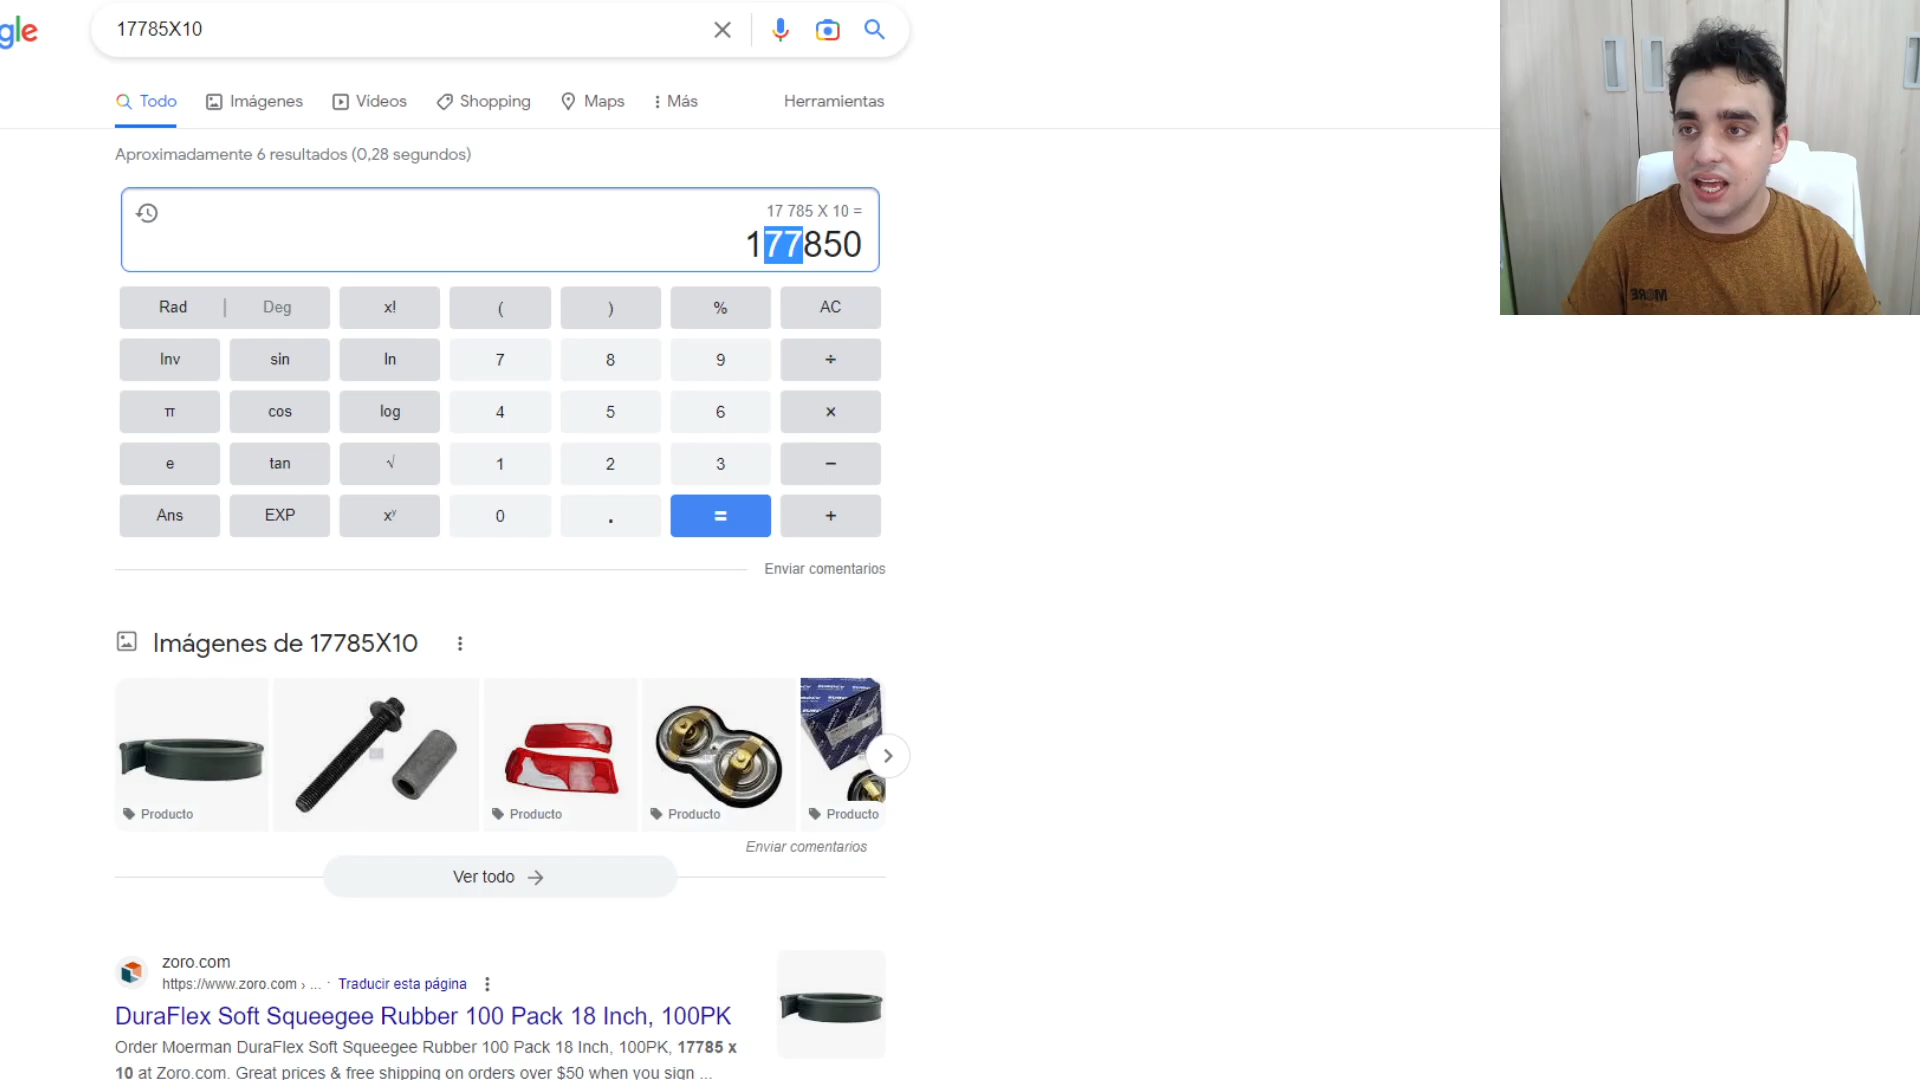 gle
17785X10
Todo
Imágenes
Vídeos
Shopping
Maps
Más
Herramientas
Aproximadamente 6 resultados (0,28 segundos)
17 785 X 10 =
177850
Rad | Deg x! ( ) % AC
Inv sin ln 7 8 9 ÷
π cos log 4 5 6 ×
e tan √ 1 2 3 −
Ans EXP xʸ 0 . = +
Enviar comentarios
Imágenes de 17785X10
Producto
Producto
Producto
Producto
Enviar comentarios
Ver todo →
zoro.com
https://www.zoro.com › ... · Traducir esta página
DuraFlex Soft Squeegee Rubber 100 Pack 18 Inch, 100PK
Order Moerman DuraFlex Soft Squeegee Rubber 100 Pack 18 Inch, 100PK, 17785 x
10 at Zoro.com. Great prices & free shipping on orders over $50 when you sign ...
MORE